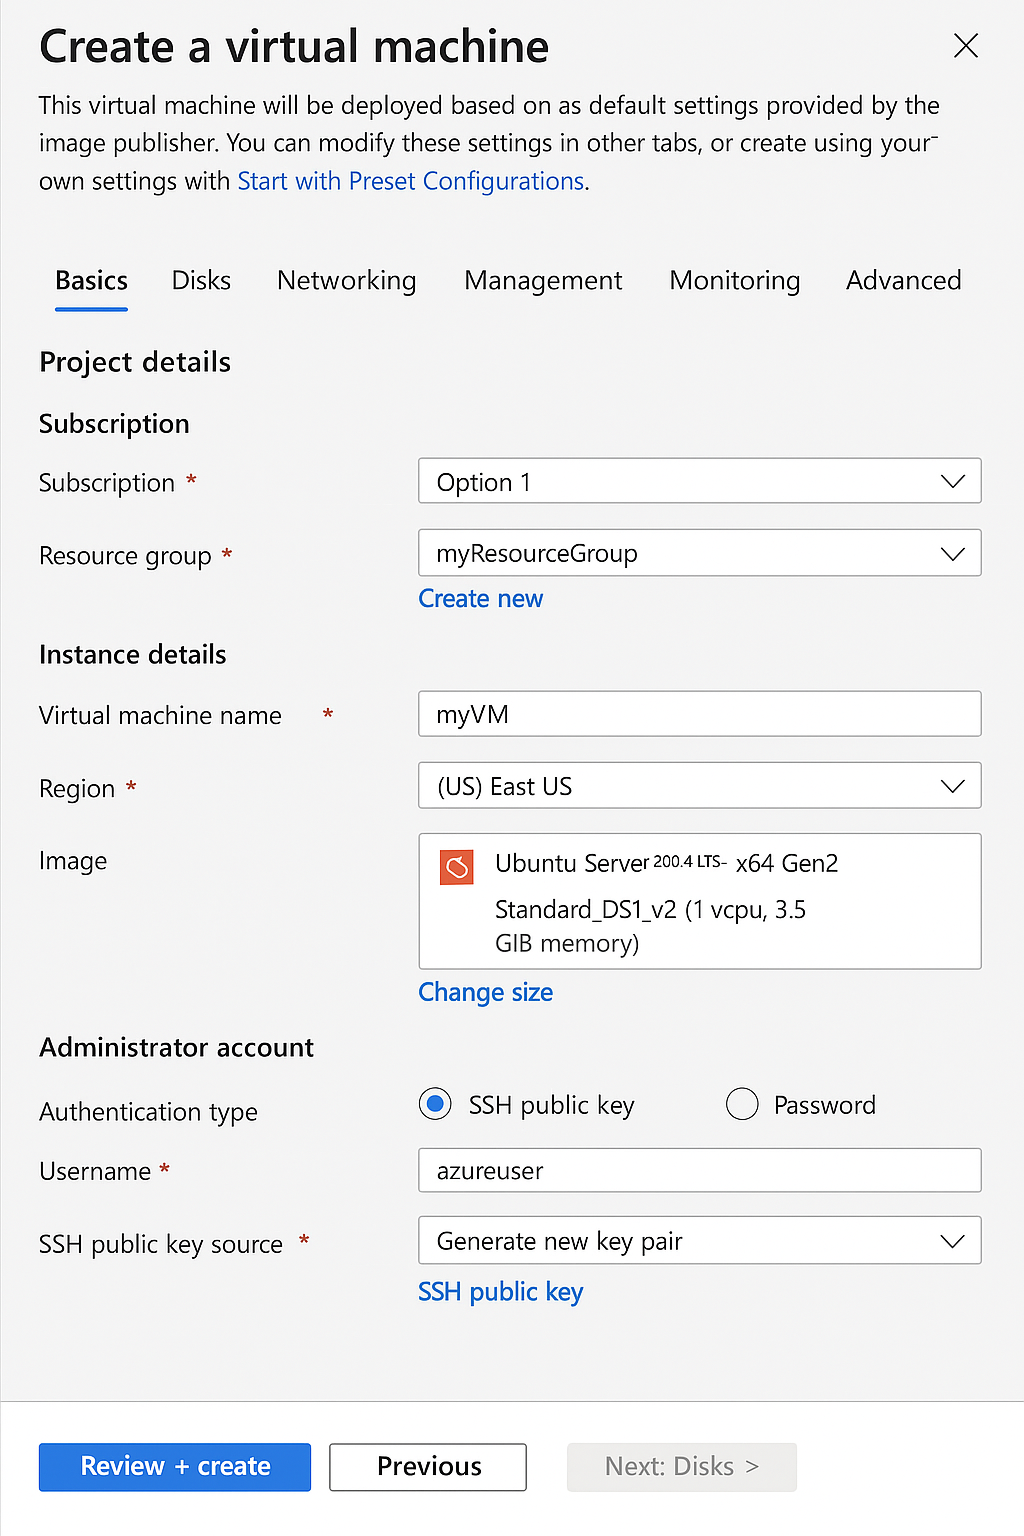 Create a virtual machine
This virtual machine will be deployed based on as default settings provided by the
image publisher. You can modify these settings in other tabs, or create using your-
own settings with Start with Preset Configurations.
Basics Disks Networking Management Monitoring Advanced
Project details
Subscription
Subscription * Option 1
Resource group * myResourceGroup
Create new
Instance details
Virtual machine name * myVM
Region * (US) East US
Image Ubuntu Server 200.4 LTS- x64 Gen2
Standard_DS1_v2 (1 vcpu, 3.5
GIB memory)
Change size
Administrator account
Authentication type SSH public key Password
Username * azureuser
SSH public key source * Generate new key pair
SSH public key
Review + create Previous Next: Disks >